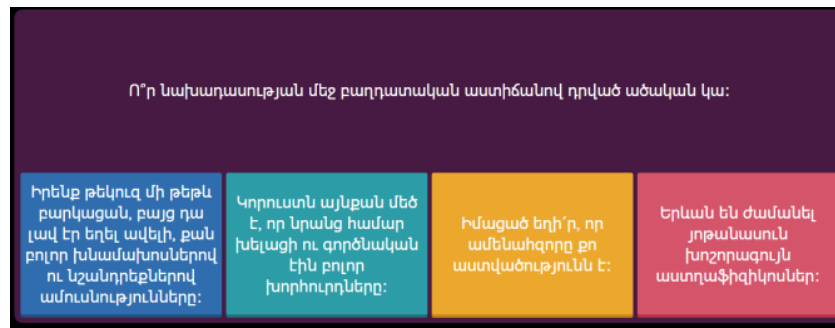 Ո՞ր նախադասության մեջ բաղդատական աստիճանով դրված ածական կա:
Իրենք թեկուզ մի թեթև
բարկացան, բայց դա
լավ էր եղել ավելի, քան
բոլոր խնամախոսներով
ու նշանդրեքներով
ամուսնությունները:
Կորուստն այնքան մեծ
է, որ նրանց համար
խելացի ու գործնական
էին բոլոր
խորհուրդները:
Իմացած եղի՛ր, որ
ամենահզորը քո
աստվածությունն է:
Երևան են ժամանել
յոթանասուն
խոշորագույն
աստղաֆիզիկոսներ: